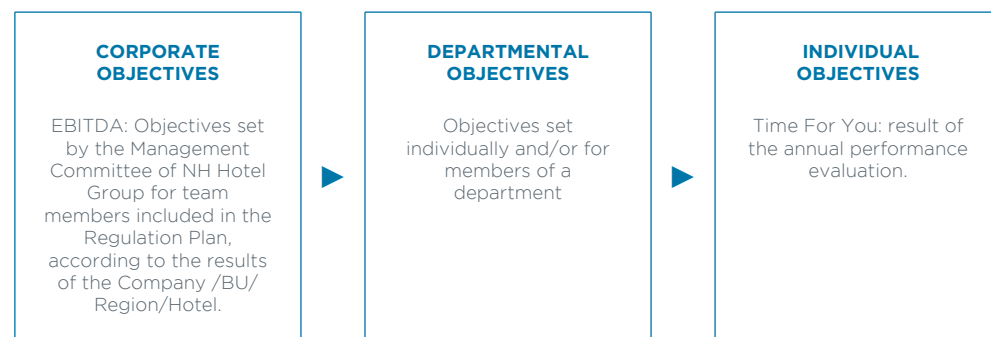 CORPORATE
OBJECTIVES
EBITDA: Objectives set
by the Management
Committee of NH Hotel
Group for team
members included in the
Regulation Plan,
according to the results
of the Company /BU/
Region/Hotel.
DEPARTMENTAL
OBJECTIVES
Objectives set
individually and/or for
members of a
department
INDIVIDUAL
OBJECTIVES
Time For You: result of
the annual performance
evaluation.